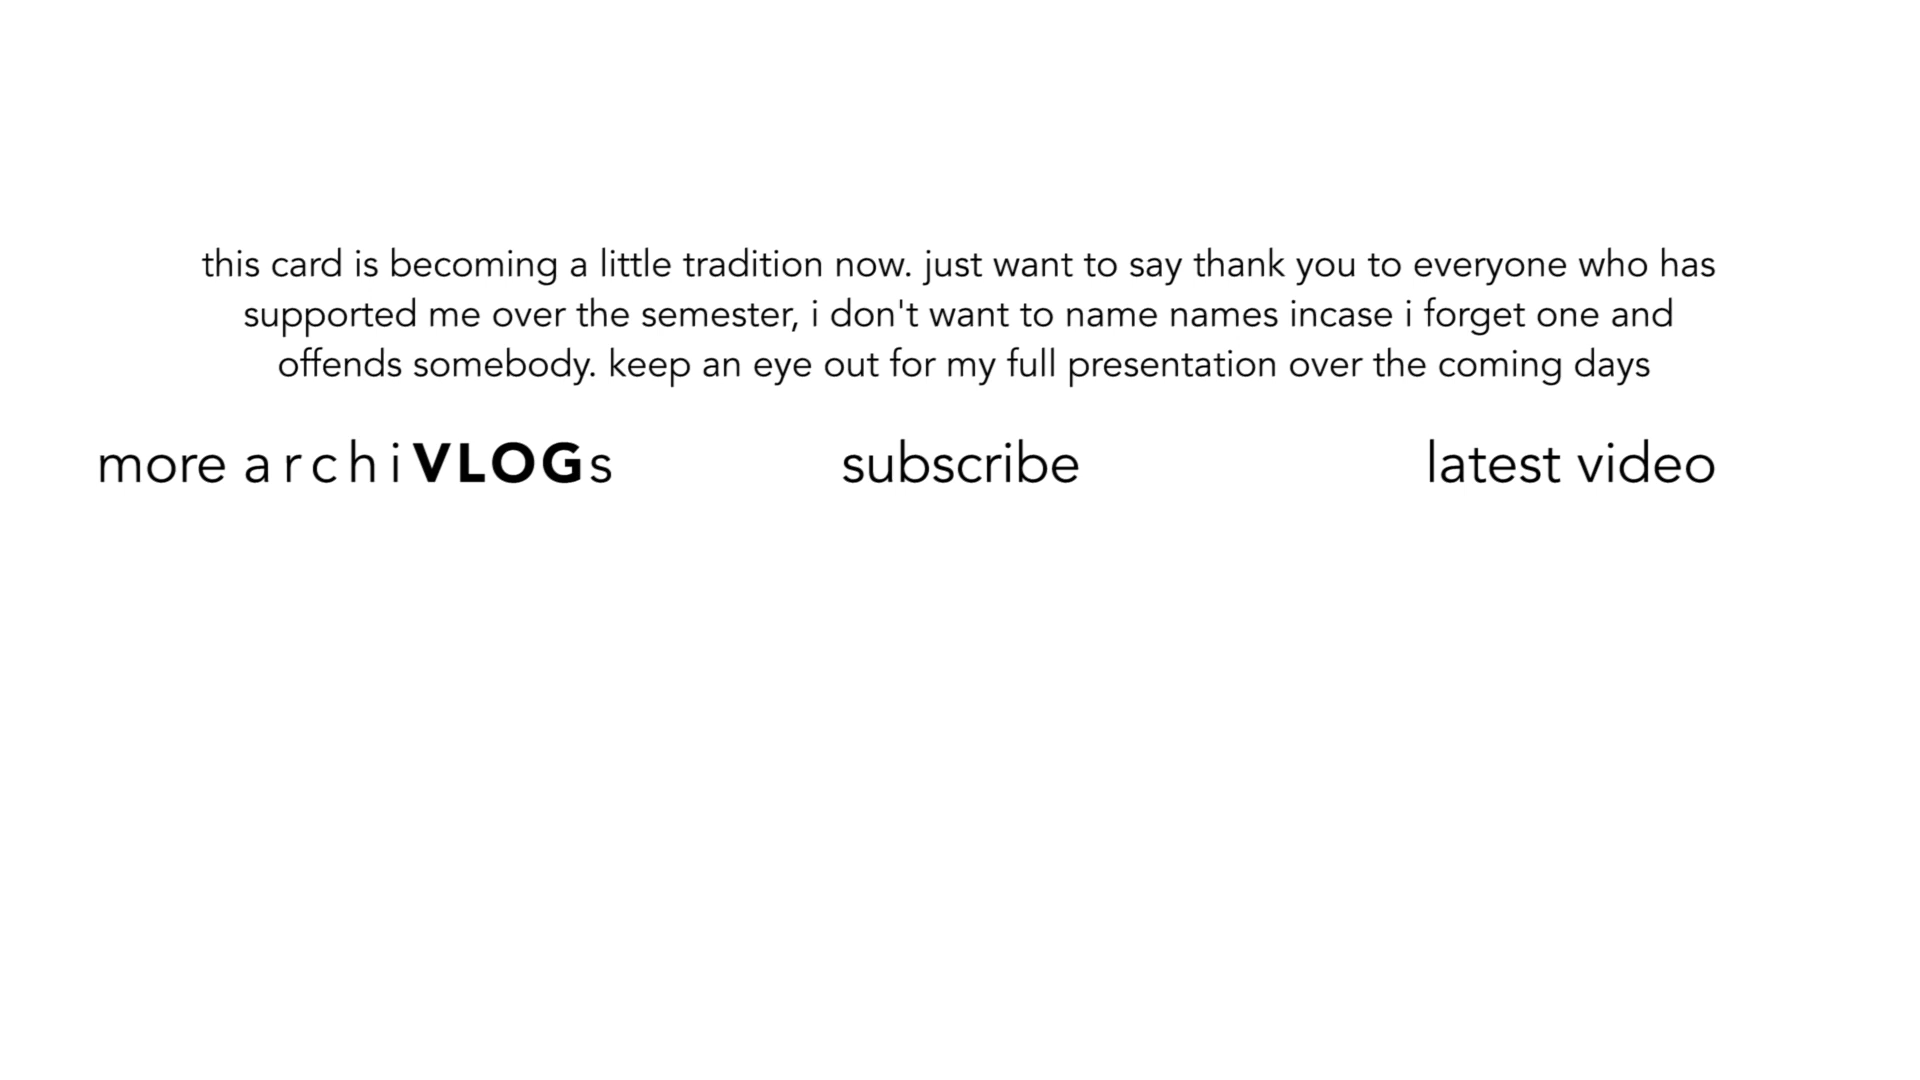 this card is becoming a little tradition now. just want to say thank you to everyone who has
supported me over the semester, i don't want to name names incase i forget one and
offends somebody. keep an eye out for my full presentation over the coming days
more archiVLOGs
subscribe
latest video